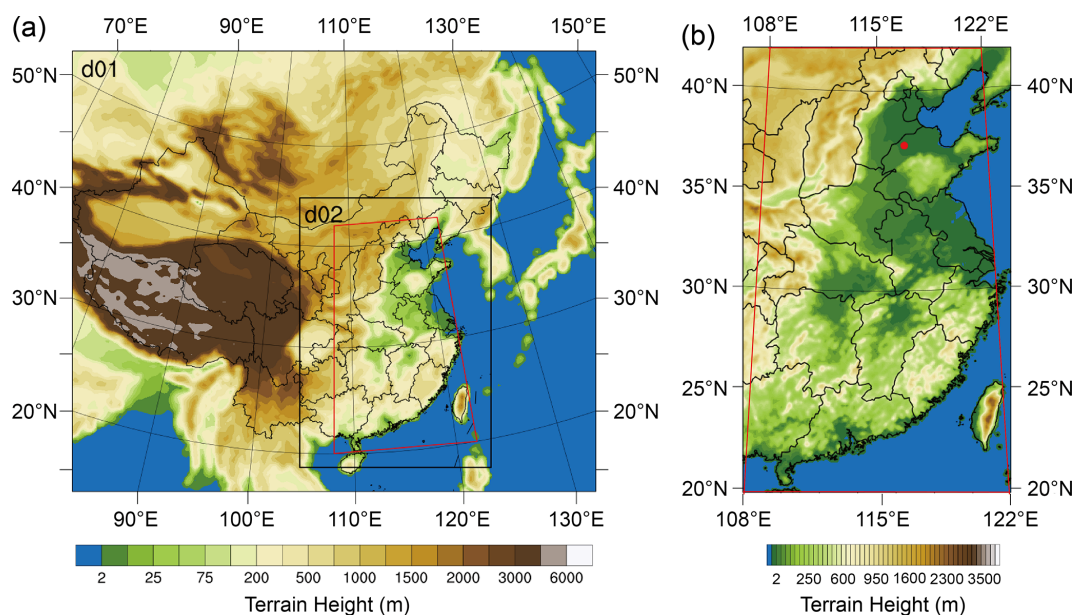 (a)
70°E 90°E 110°E 130°E 150°E
d01
50°N 50°N
40°N 40°N
d02
30°N 30°N
20°N 20°N
90°E 100°E 110°E 120°E 130°E
2 25 75 200 500 1000 1500 2000 3000 6000
Terrain Height (m)
(b)
108°E 115°E 122°E
40°N 40°N
35°N 35°N
30°N 30°N
25°N 25°N
20°N 20°N
108°E 115°E 122°E
2 250 600 950 1600 2300 3500
Terrain Height (m)